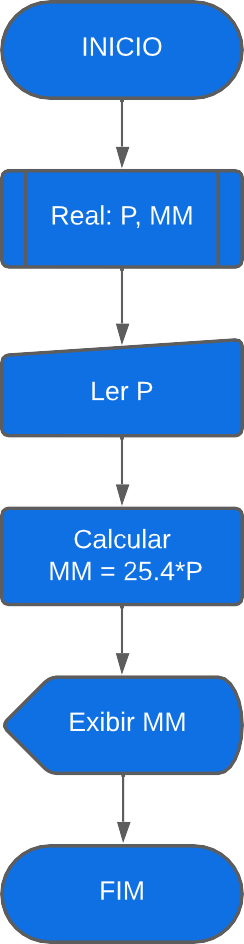 INICIO
Real: P, MM
Ler P
Calcular
MM = 25.4*P
Exibir MM
FIM